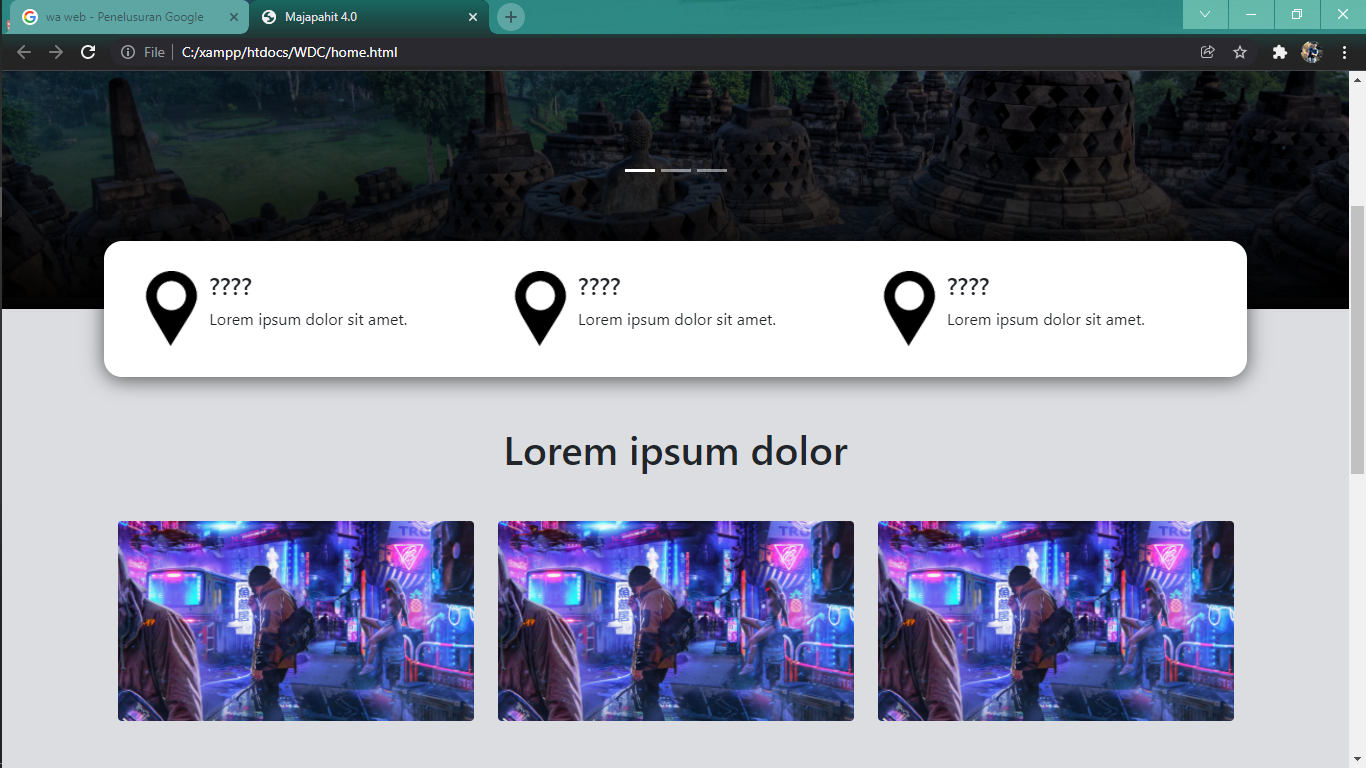 wa web - Penelusuran Google
Majapahit 4.0
File
C:/xampp/htdocs/WDC/home.html
????
Lorem ipsum dolor sit amet.
????
Lorem ipsum dolor sit amet.
????
Lorem ipsum dolor sit amet.
Lorem ipsum dolor